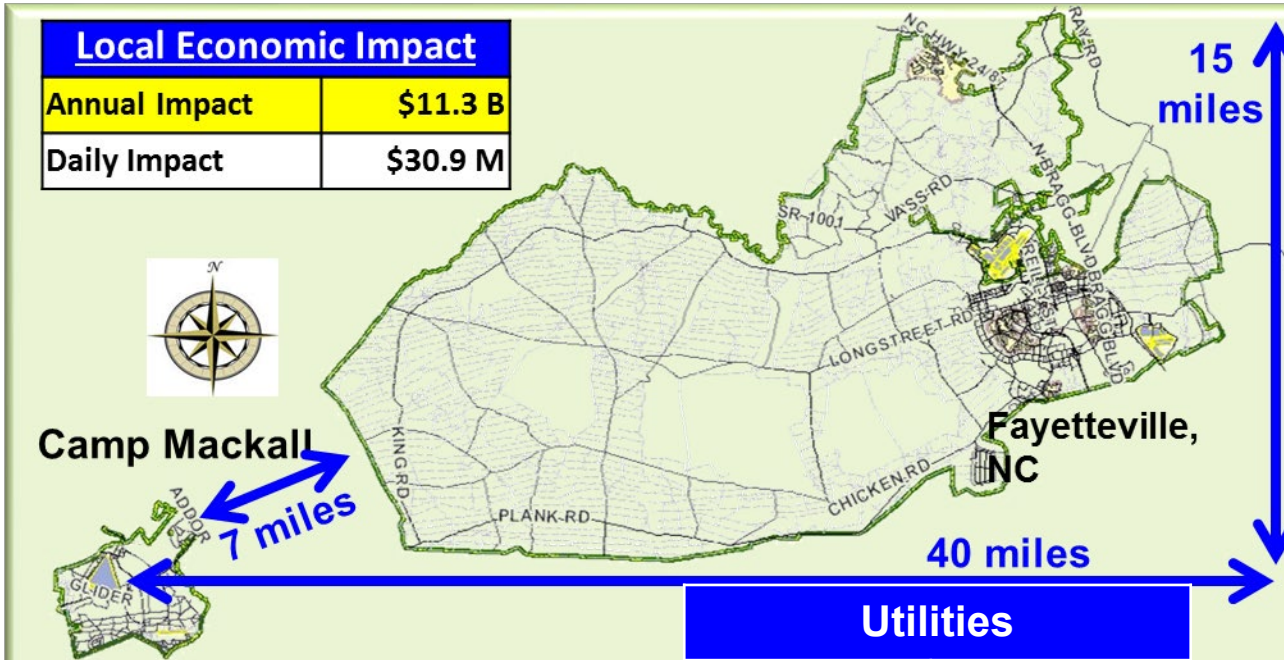 Local Economic Impact
Annual Impact $11.3 B
Daily Impact $30.9 M
NC-HWY-24/87
RAY-RD
15
miles
N-BRAGG-BLVD
BRAGG-BLVD
VASS-RD
SR-1001
REILLY
LONGSTREET-RD
N
Camp Mackall
KING-RD
Fayetteville,
NC
CHICKEN-RD
PLANK-RD
ADDOR
7 miles
GLIDER
40 miles
Utilities